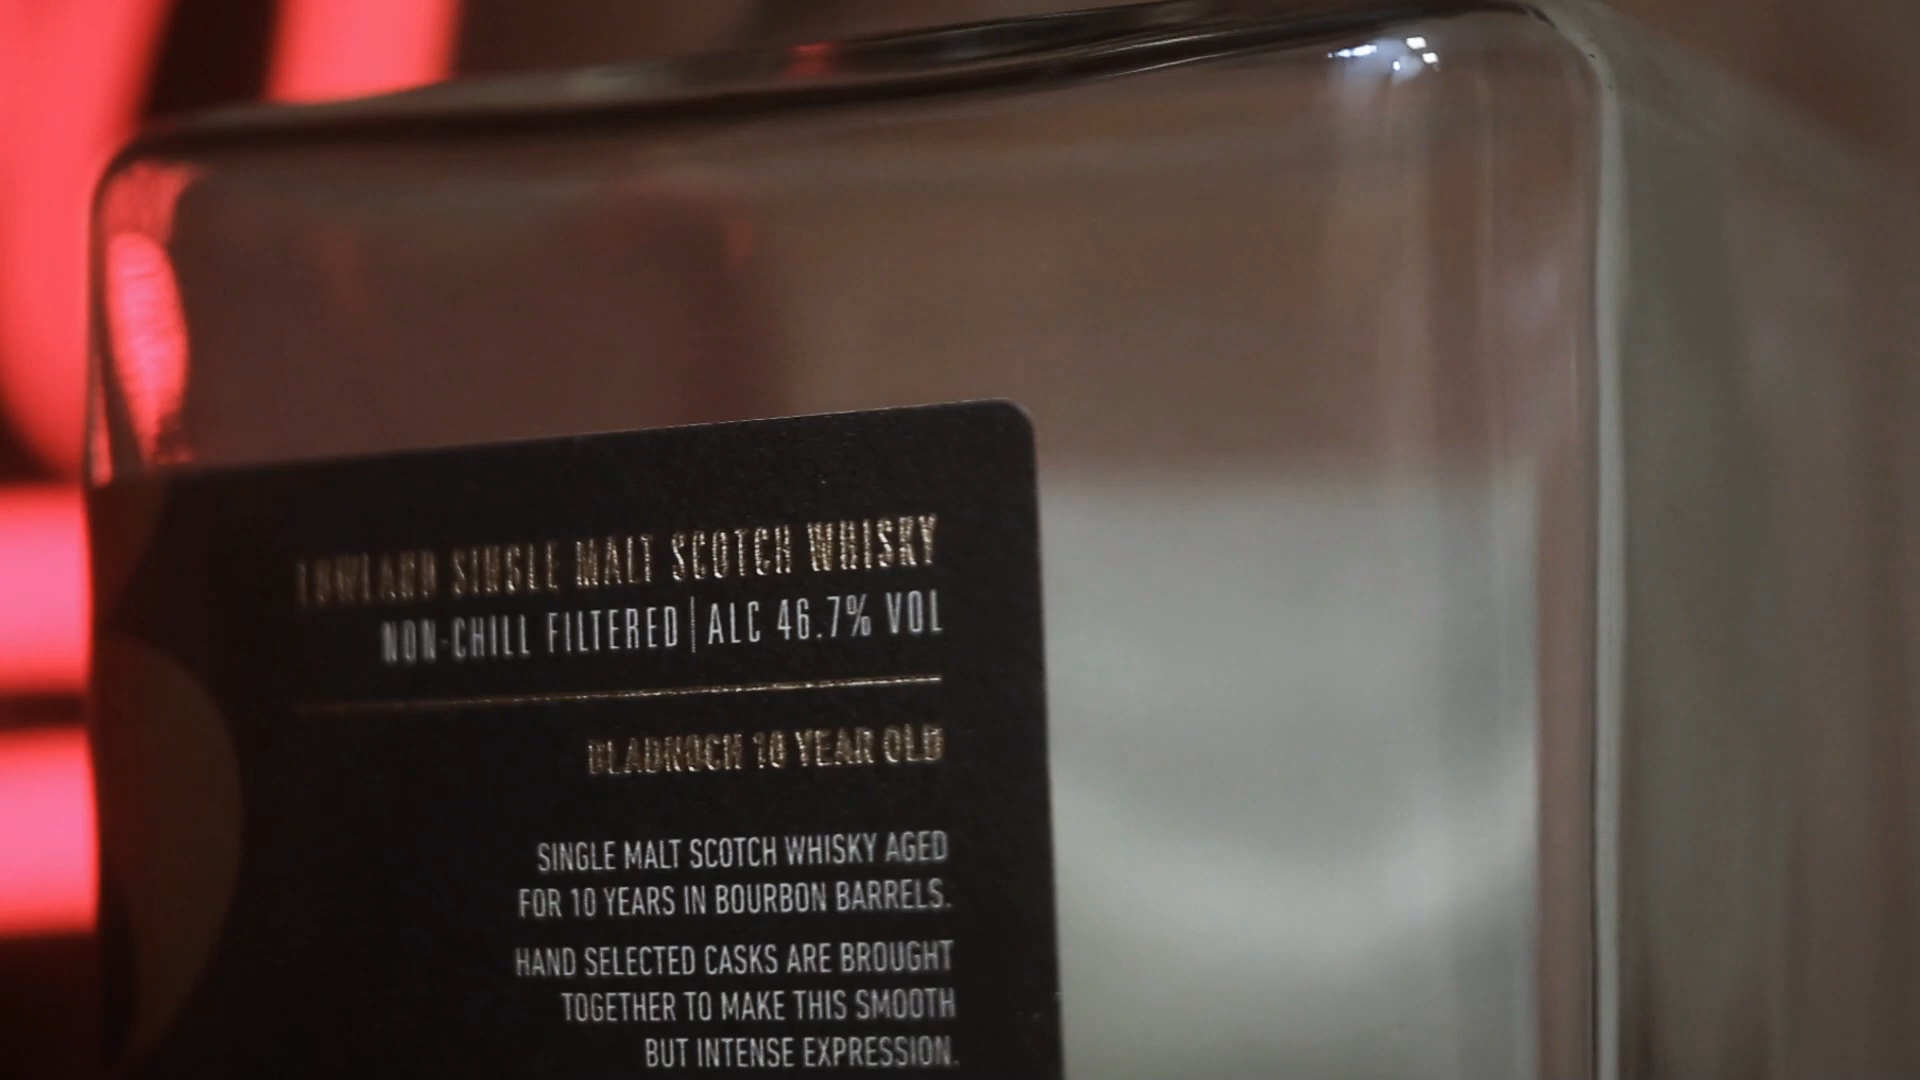 LOWLAND SINGLE MALT SCOTCH WHISKY
NON-CHILL FILTERED | ALC 46.7% VOL
BLADNOCH 10 YEAR OLD
SINGLE MALT SCOTCH WHISKY AGED
FOR 10 YEARS IN BOURBON BARRELS.
HAND SELECTED CASKS ARE BROUGHT
TOGETHER TO MAKE THIS SMOOTH
BUT INTENSE EXPRESSION.